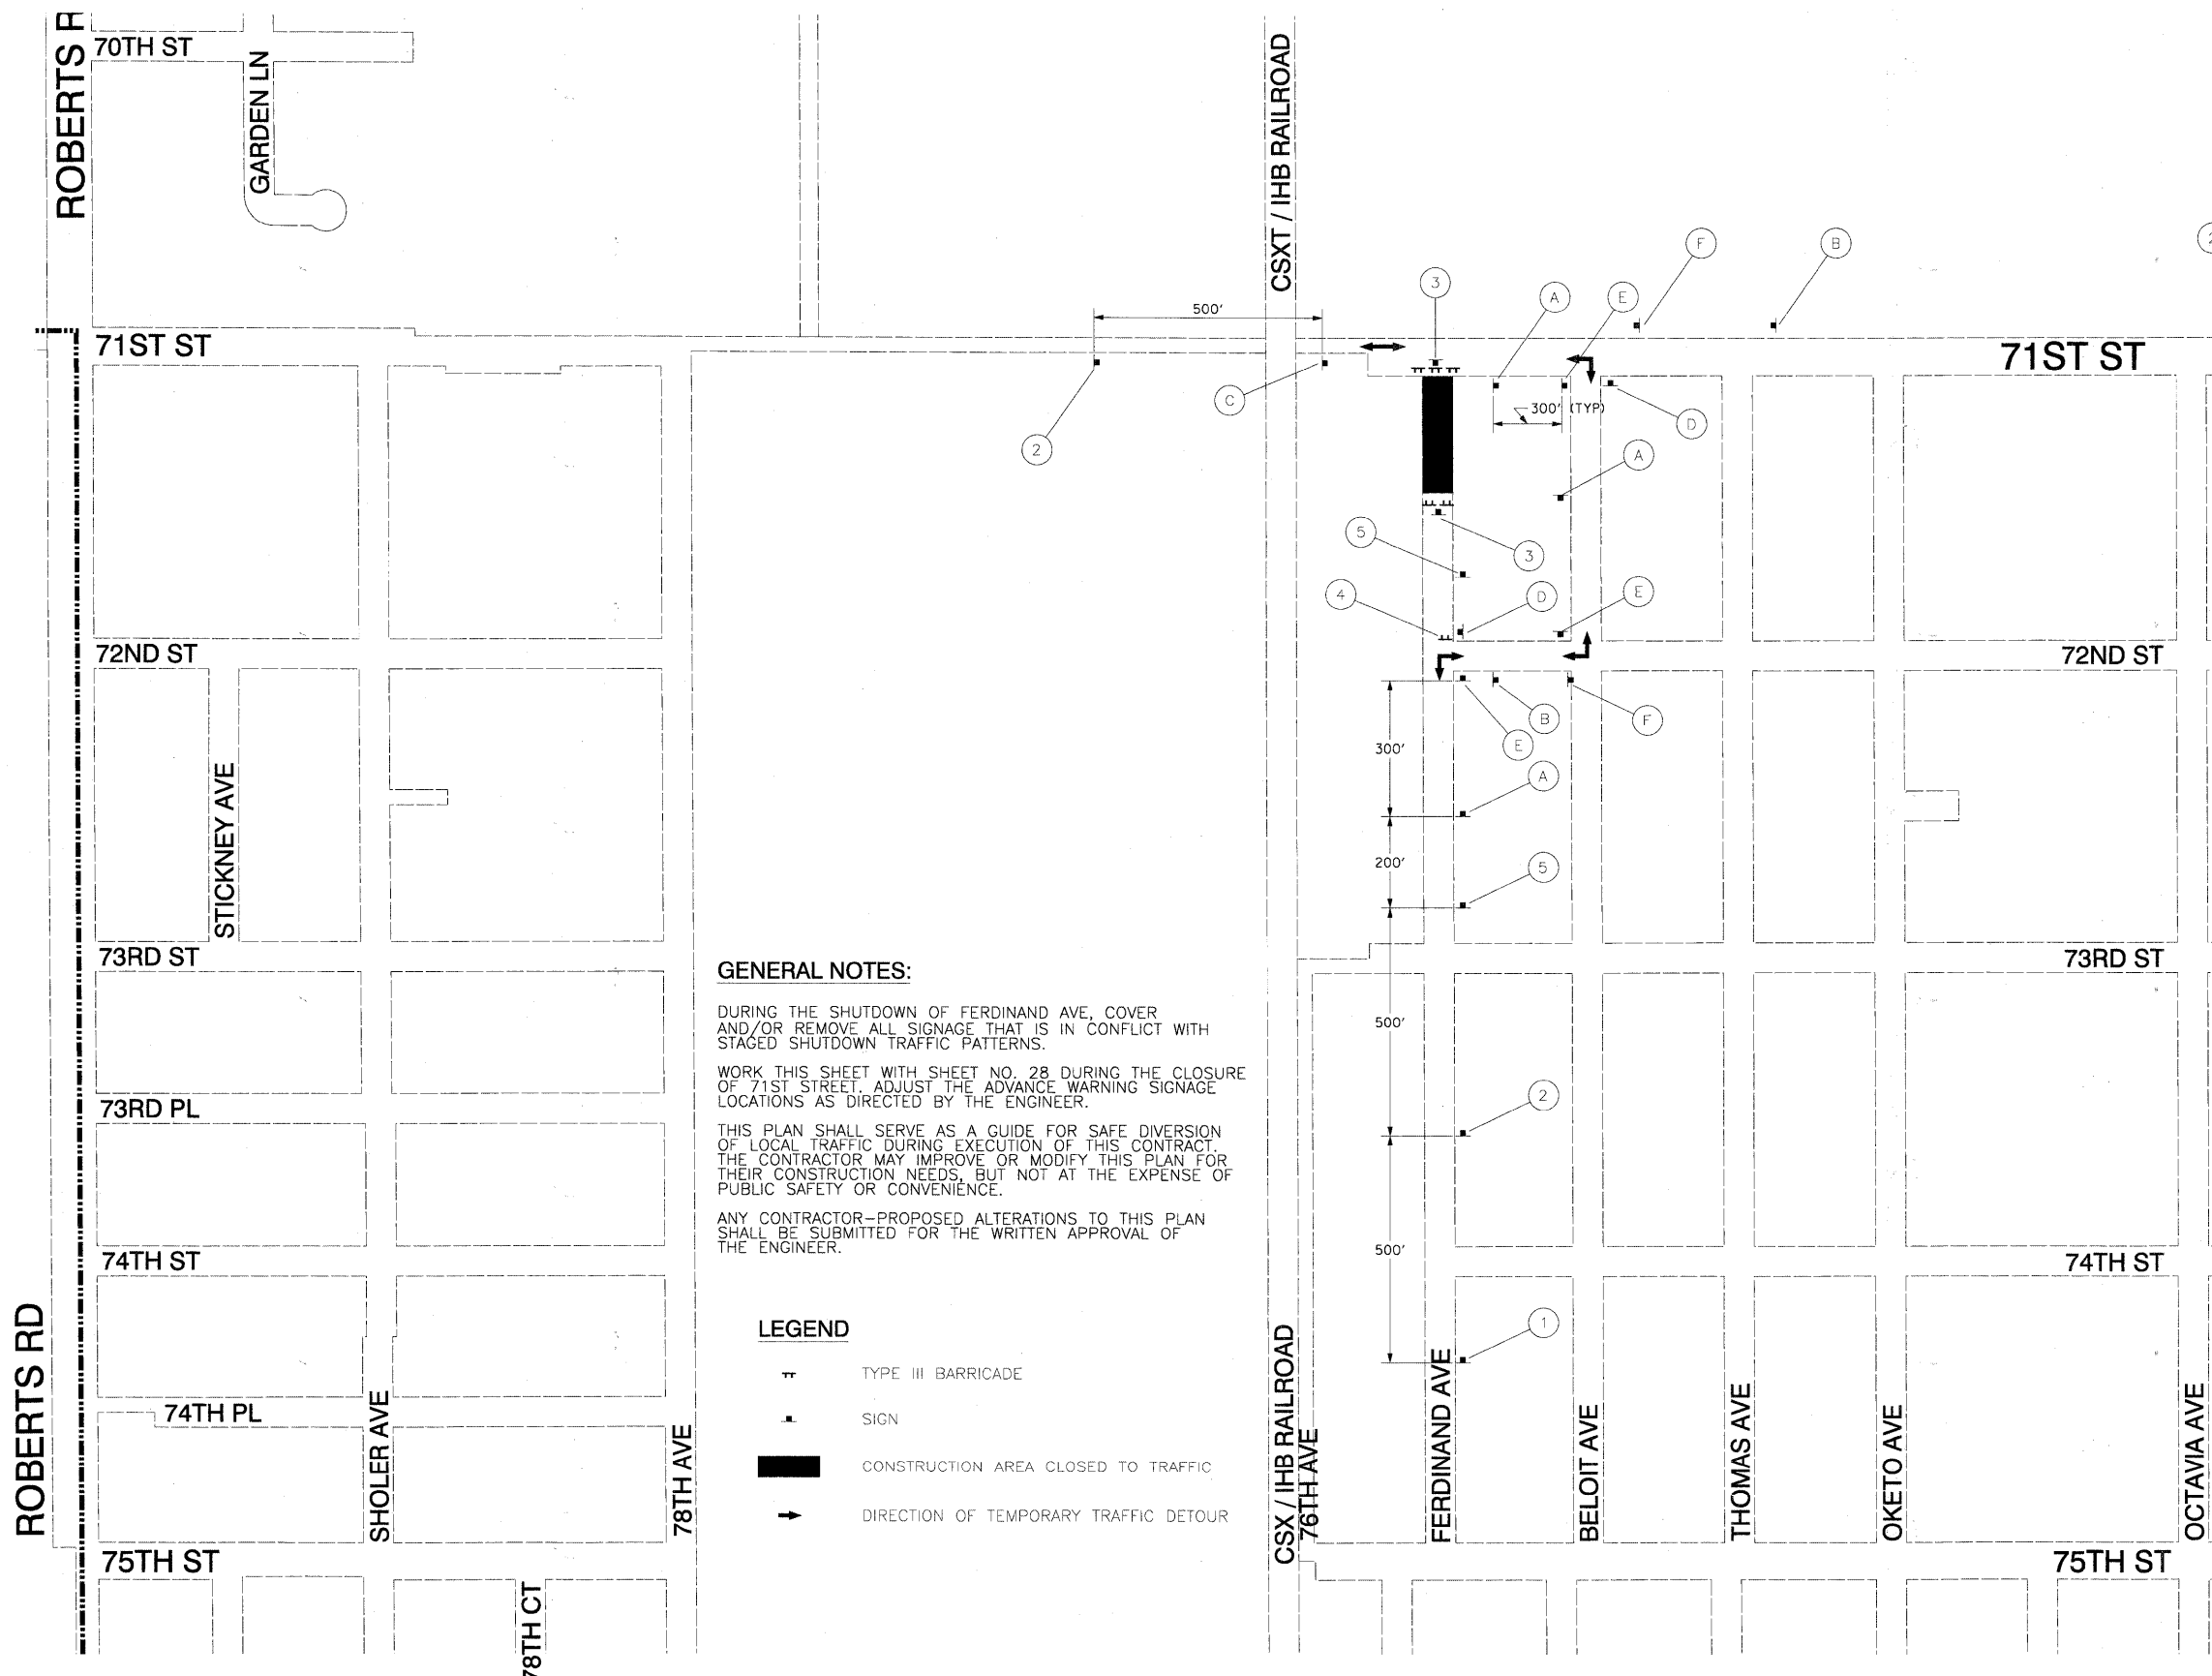 ROBERTS R
70TH ST
GARDEN LN
CSXT / IHB RAILROAD
F
B
2
3
A
E
500'
71ST ST
71ST ST
C
300' (TYP)
D
2
A
5
3
4
D
E
72ND ST
72ND ST
B
F
E
300'
A
STICKNEY AVE
200'
5
73RD ST
73RD ST
GENERAL NOTES:
DURING THE SHUTDOWN OF FERDINAND AVE, COVER
AND/OR REMOVE ALL SIGNAGE THAT IS IN CONFLICT WITH
STAGED SHUTDOWN TRAFFIC PATTERNS.
WORK THIS SHEET WITH SHEET NO. 28 DURING THE CLOSURE
OF 71ST STREET. ADJUST THE ADVANCE WARNING SIGNAGE
LOCATIONS AS DIRECTED BY THE ENGINEER.
THIS PLAN SHALL SERVE AS A GUIDE FOR SAFE DIVERSION
OF LOCAL TRAFFIC DURING EXECUTION OF THIS CONTRACT.
THE CONTRACTOR MAY IMPROVE OR MODIFY THIS PLAN FOR
THEIR CONSTRUCTION NEEDS, BUT NOT AT THE EXPENSE OF
PUBLIC SAFETY OR CONVENIENCE.
ANY CONTRACTOR-PROPOSED ALTERATIONS TO THIS PLAN
SHALL BE SUBMITTED FOR THE WRITTEN APPROVAL OF
THE ENGINEER.
500'
73RD PL
2
74TH ST
500'
74TH ST
1
LEGEND
TYPE III BARRICADE
SIGN
CONSTRUCTION AREA CLOSED TO TRAFFIC
DIRECTION OF TEMPORARY TRAFFIC DETOUR
ROBERTS RD
74TH PL
SHOLER AVE
78TH AVE
CSX / IHB RAILROAD
76TH AVE
FERDINAND AVE
BELOIT AVE
THOMAS AVE
OKETO AVE
OCTAVIA AVE
75TH ST
75TH ST
78TH CT